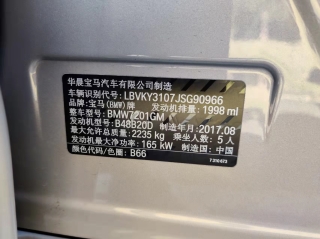 华晨宝马汽车有限公司制造
车辆识别代号: LBVKY3107JSG90966
品牌: 宝马(BMW)牌 发动机排量: 1998 ml
整车型号: BMW7201GM
发动机型号: B48B20D 制造年月: 2017.08
最大允许总质量: 2235 kg 乘坐人数: 5 人
发动机最大净功率: 165 kW 制造国: 中国
颜色代码/色圈: B66